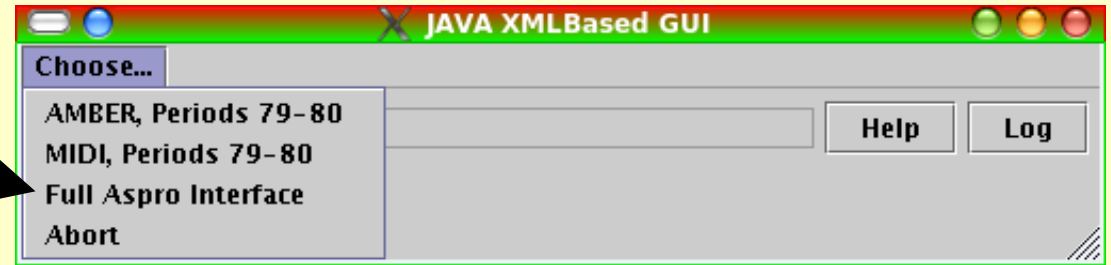 JAVA XMLBased GUI
Choose...
AMBER, Periods 79-80
MIDI, Periods 79-80
Full Aspro Interface
Abort
Help
Log